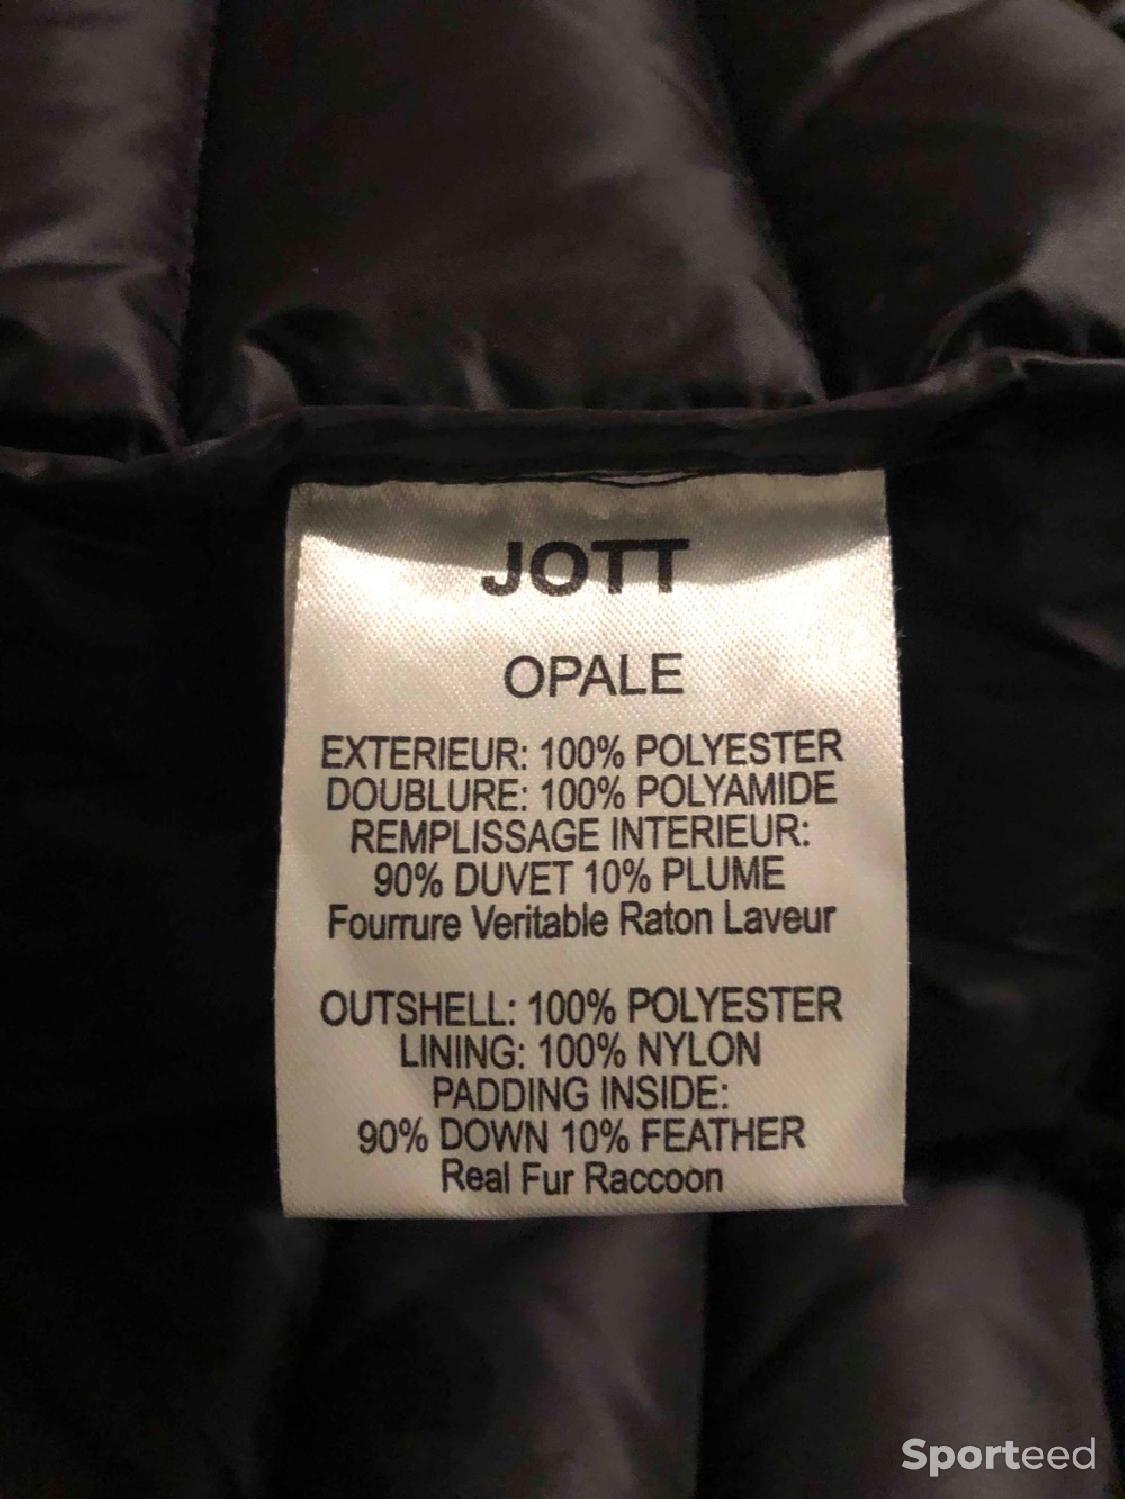 JOTT
OPALE
EXTERIEUR: 100% POLYESTER
DOUBLURE: 100% POLYAMIDE
REMPLISSAGE INTERIEUR:
90% DUVET 10% PLUME
Fourrure Veritable Raton Laveur
OUTSHELL: 100% POLYESTER
LINING: 100% NYLON
PADDING INSIDE:
90% DOWN 10% FEATHER
Real Fur Raccoon
Sporteed